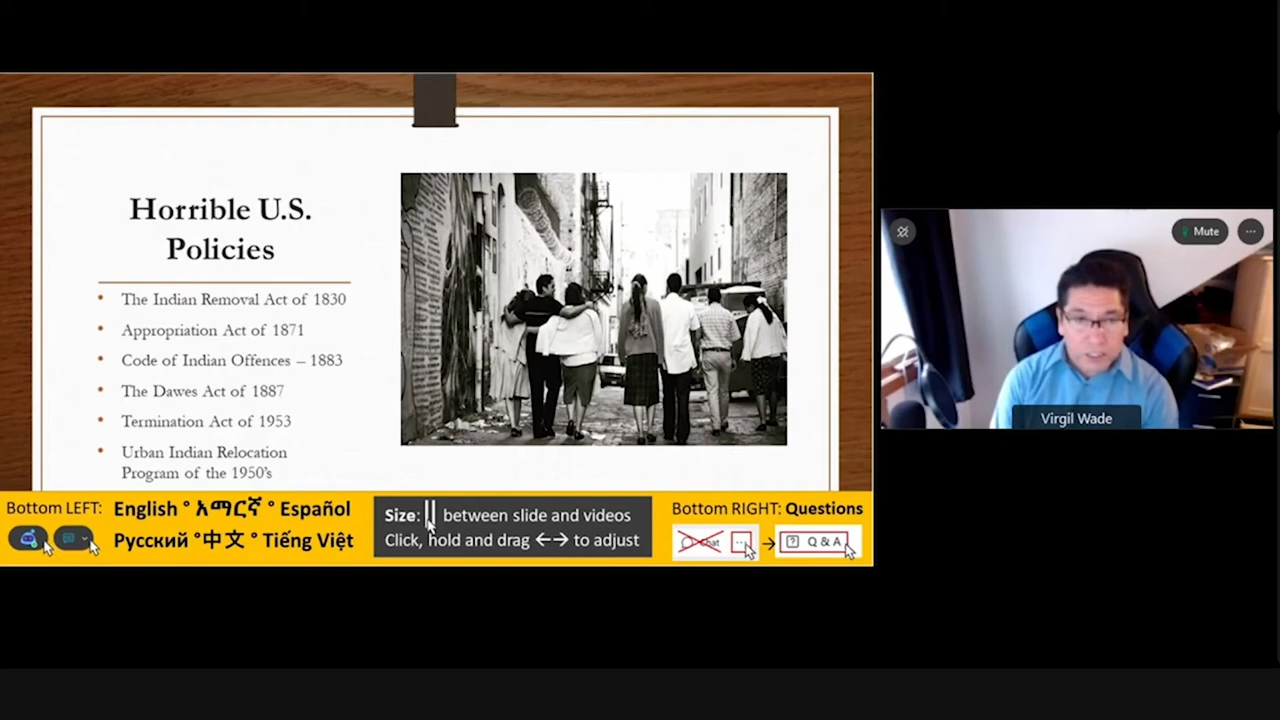 Horrible U.S.
Policies
• The Indian Removal Act of 1830
• Appropriation Act of 1871
• Code of Indian Offences – 1883
• The Dawes Act of 1887
• Termination Act of 1953
• Urban Indian Relocation
Program of the 1950's
Mute
Virgil Wade
Bottom LEFT:
English ° አማርኛ ° Español
Русский °中文 ° Tiếng Việt
Size: || between slide and videos
Click, hold and drag ←→ to adjust
Bottom RIGHT: Questions
Chat ... → ? Q & A